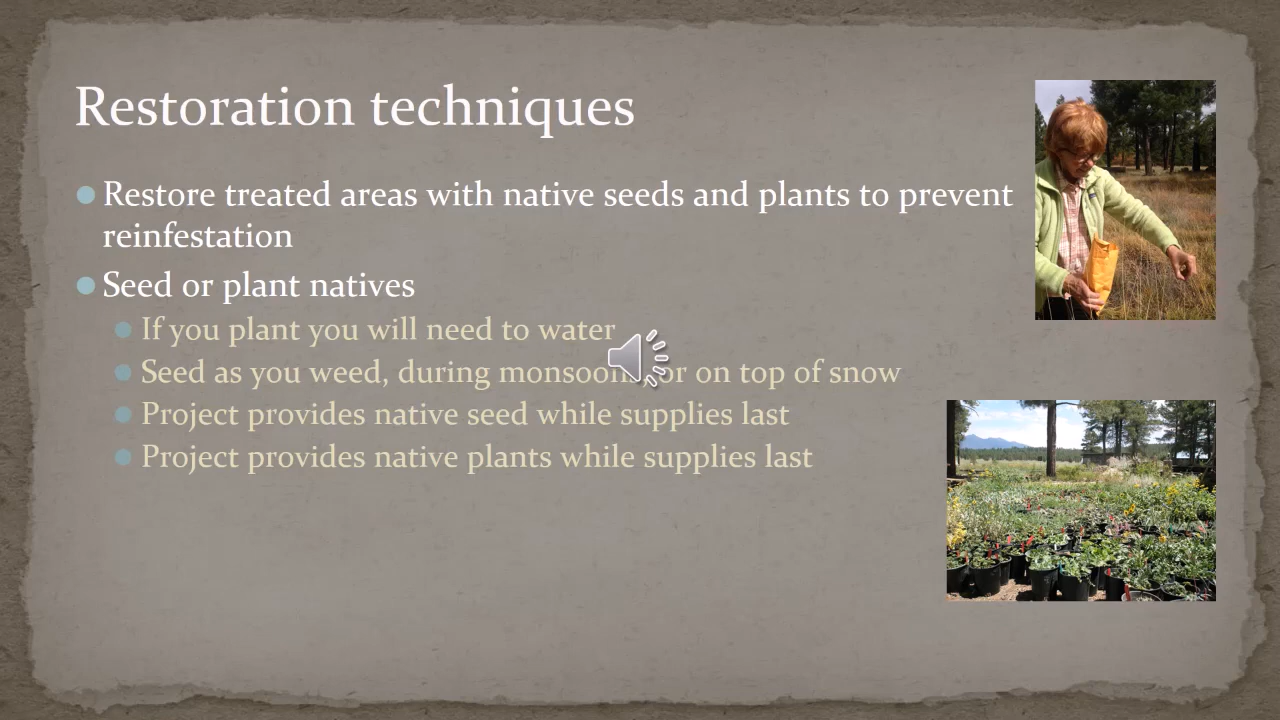 Restoration techniques
Restore treated areas with native seeds and plants to prevent
reinfestation
Seed or plant natives
If you plant you will need to water
Seed as you weed, during monsoon, or on top of snow
Project provides native seed while supplies last
Project provides native plants while supplies last